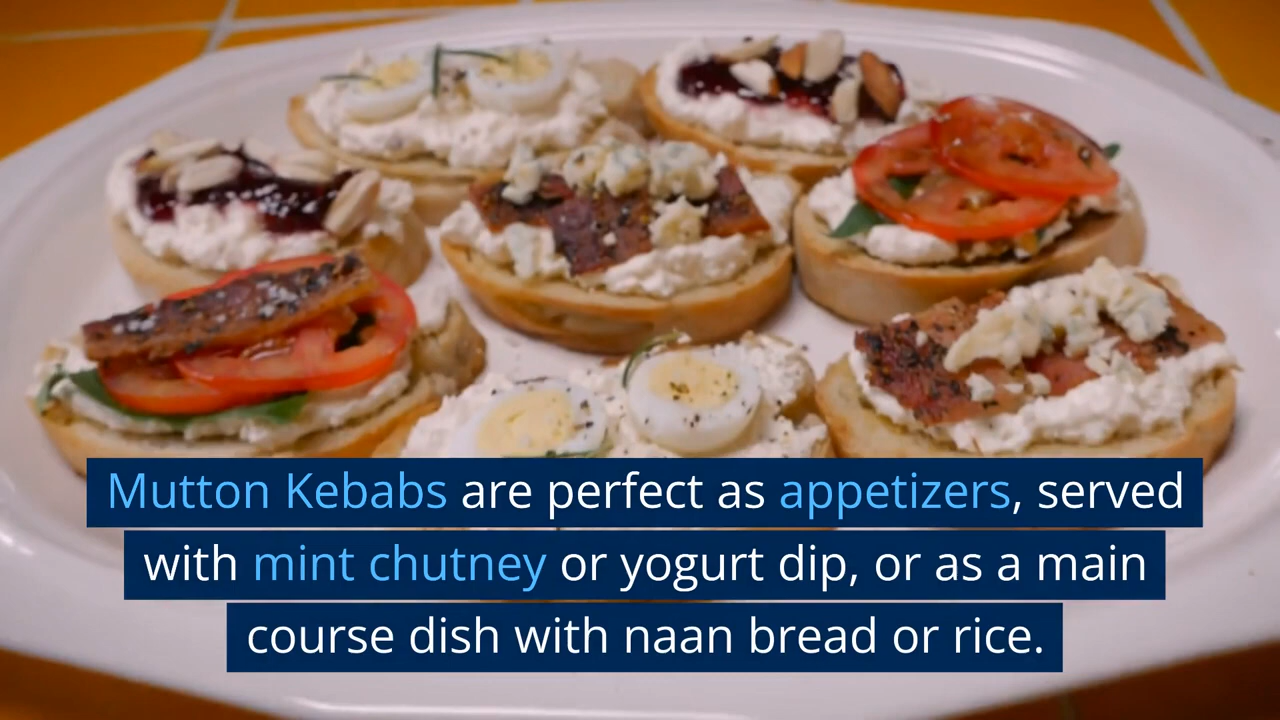 Mutton Kebabs are perfect as appetizers, served
with mint chutney or yogurt dip, or as a main
course dish with naan bread or rice.